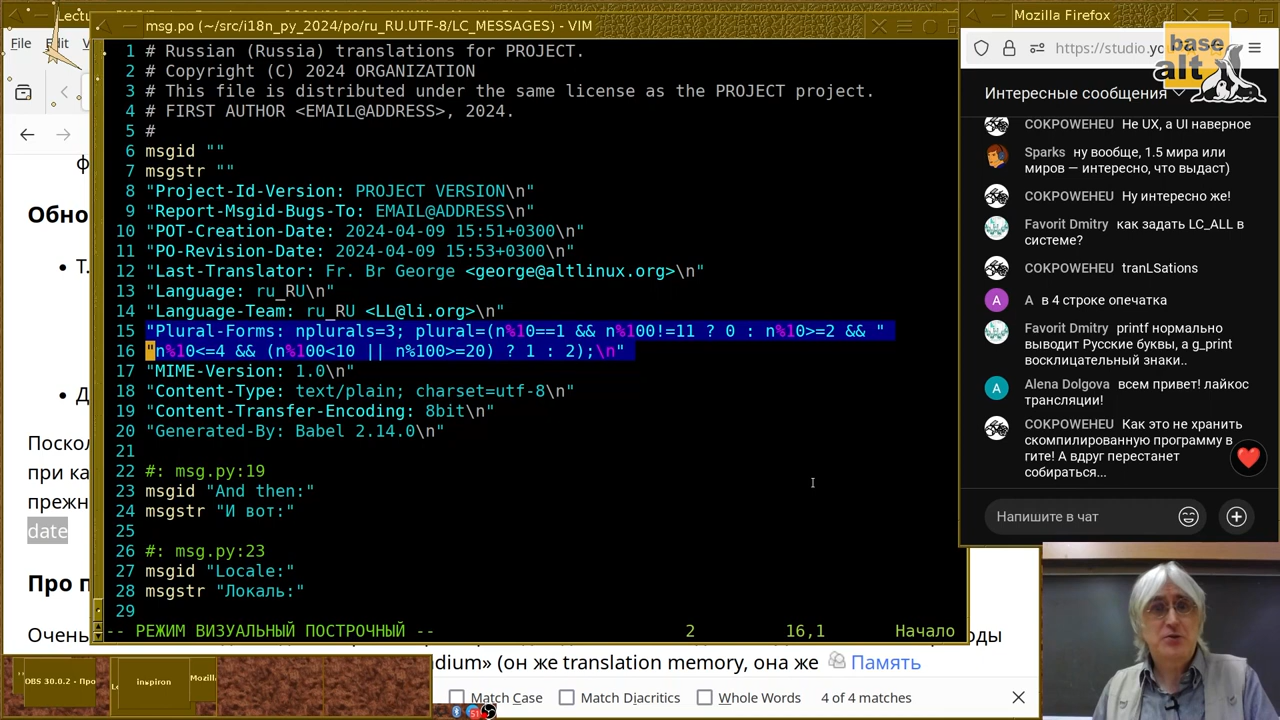 Lectu
msg.po (~/src/i18n_py_2024/po/ru_RU.UTF-8/LC_MESSAGES) - VIM
Mozilla Firefox
File Edit
1 # Russian (Russia) translations for PROJECT.
2 # Copyright (C) 2024 ORGANIZATION
3 # This file is distributed under the same license as the PROJECT project.
4 # FIRST AUTHOR <EMAIL@ADDRESS>, 2024.
5 #
6 msgid ""
7 msgstr ""
8 "Project-Id-Version: PROJECT VERSION\n"
9 "Report-Msgid-Bugs-To: EMAIL@ADDRESS\n"
10 "POT-Creation-Date: 2024-04-09 15:51+0300\n"
11 "PO-Revision-Date: 2024-04-09 15:53+0300\n"
12 "Last-Translator: Fr. Br George <george@altlinux.org>\n"
13 "Language: ru_RU\n"
14 "Language-Team: ru_RU <LL@li.org>\n"
15 "Plural-Forms: nplurals=3; plural=(n%10==1 && n%100!=11 ? 0 : n%10>=2 && "
16 "n%10<=4 && (n%100<10 || n%100>=20) ? 1 : 2);\n"
17 "MIME-Version: 1.0\n"
18 "Content-Type: text/plain; charset=utf-8\n"
19 "Content-Transfer-Encoding: 8bit\n"
20 "Generated-By: Babel 2.14.0\n"
21
22 #: msg.py:19
23 msgid "And then:"
24 msgstr "И вот:"
25
26 #: msg.py:23
27 msgid "Locale:"
28 msgstr "Локаль:"
29
-- РЕЖИМ ВИЗУАЛЬНЫЙ ПОСТРОЧНЫЙ -- 2 16,1 Начало
https://studio.yo
base
alt
Интересные сообщения
COKPOWEHEU Не UX, а UI наверное
Sparks ну вообще, 1.5 мира или
миров — интересно, что выдаст)
COKPOWEHEU Ну интересно же!
Favorit Dmitry как задать LC_ALL в
системе?
COKPOWEHEU tranLSations
A в 4 строке опечатка
Favorit Dmitry printf нормально
выводит Русские буквы, а g_print
восклицательный знаки..
Alena Dolgova всем привет! лайкос
трансляции!
COKPOWEHEU Как это не хранить
скомпилированную программу в
гите! А вдруг перестанет
собираться...
Напишите в чат
ф
Обно
Т.
Д
Поскол
при ка
прежн
date
Про п
Очень
оды
dium» (он же translation memory, она же Память
OBS 30.0.2 - Про
inspiron
Mozill
Match Case Match Diacritics Whole Words 4 of 4 matches